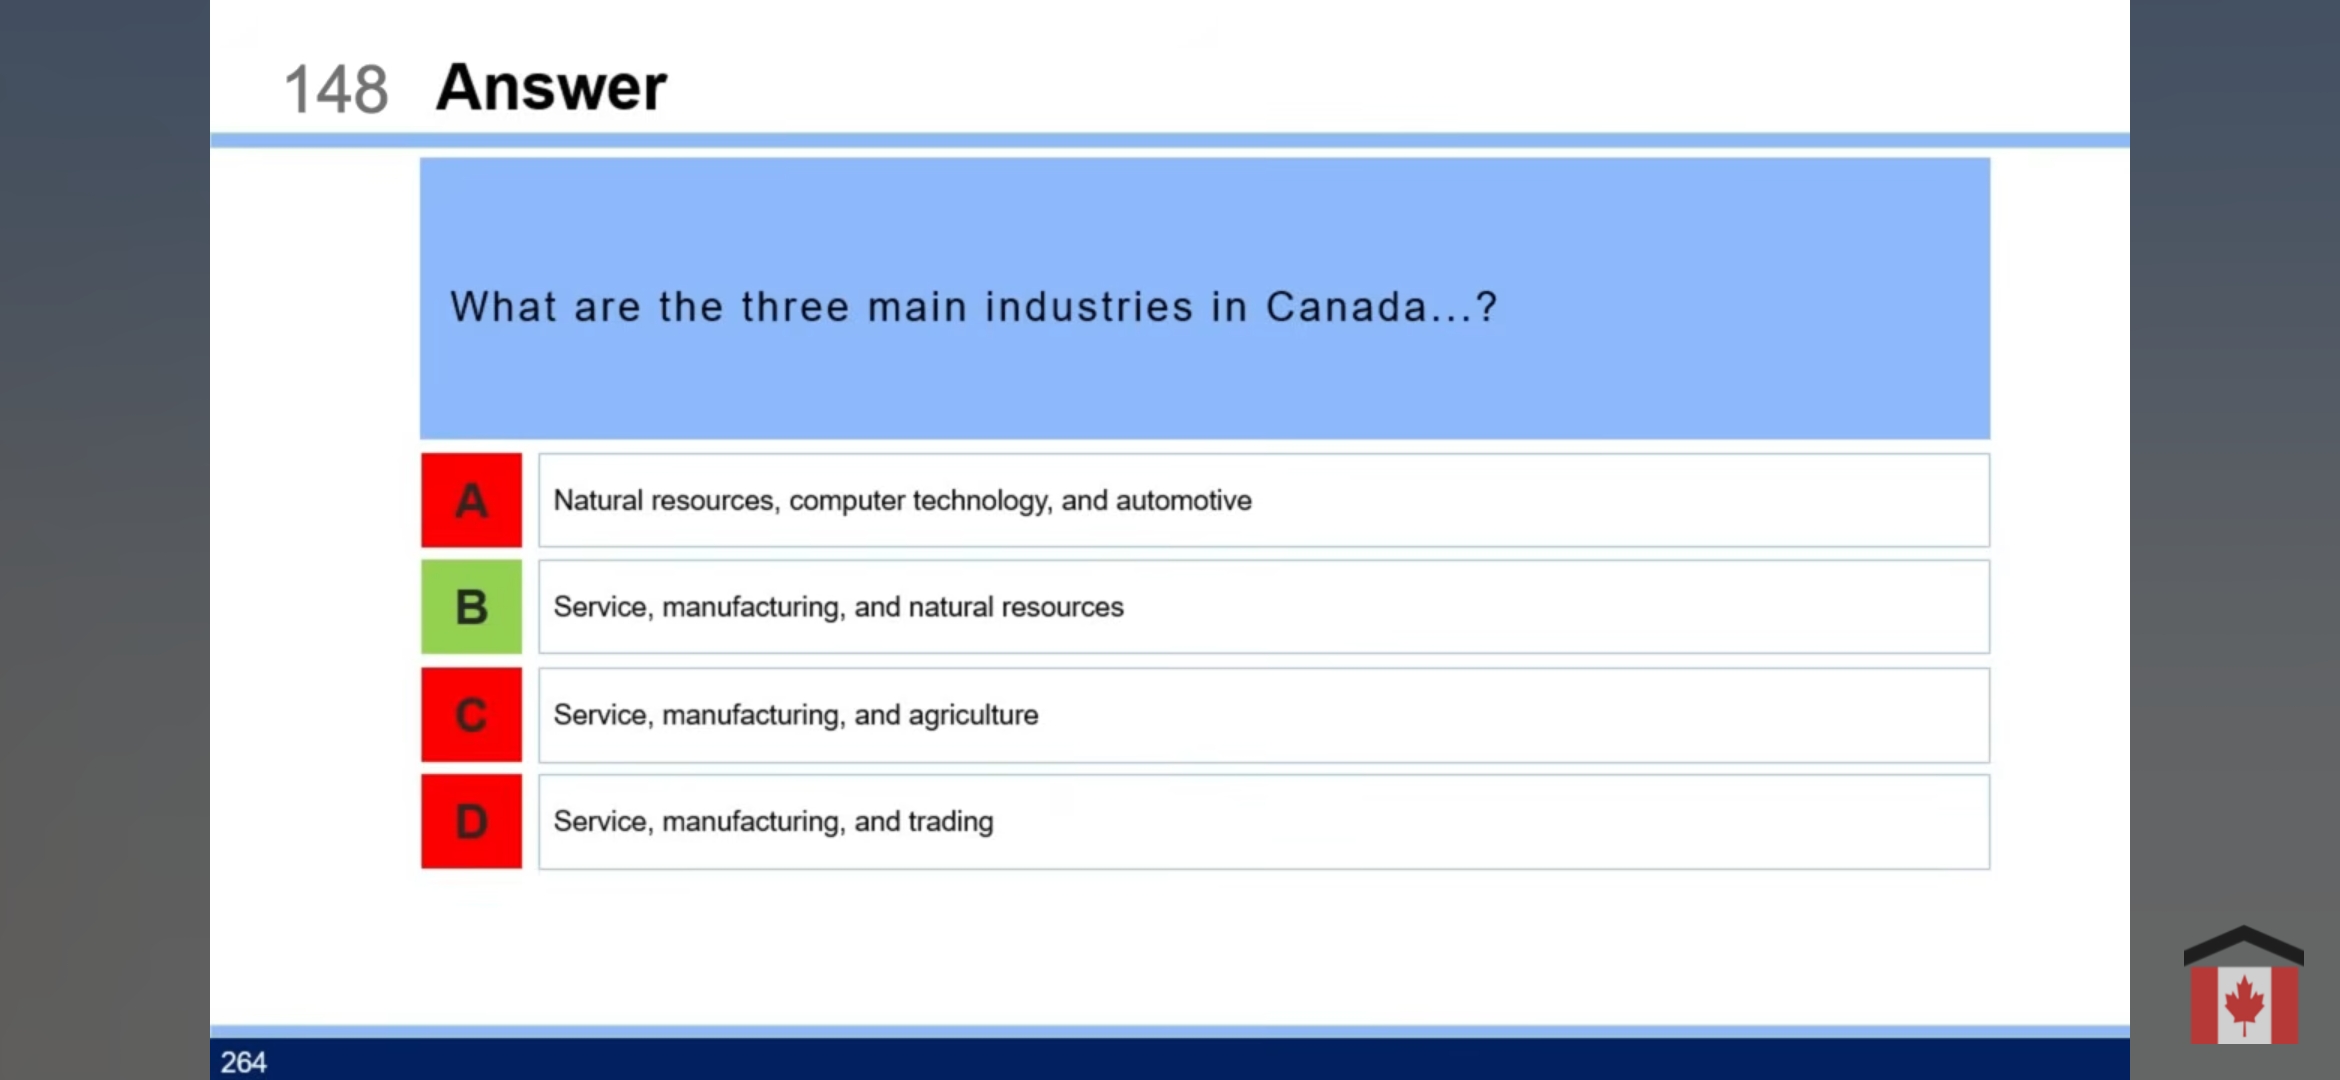 148 Answer
What are the three main industries in Canada...?
A Natural resources, computer technology, and automotive
B Service, manufacturing, and natural resources
C Service, manufacturing, and agriculture
D Service, manufacturing, and trading
264